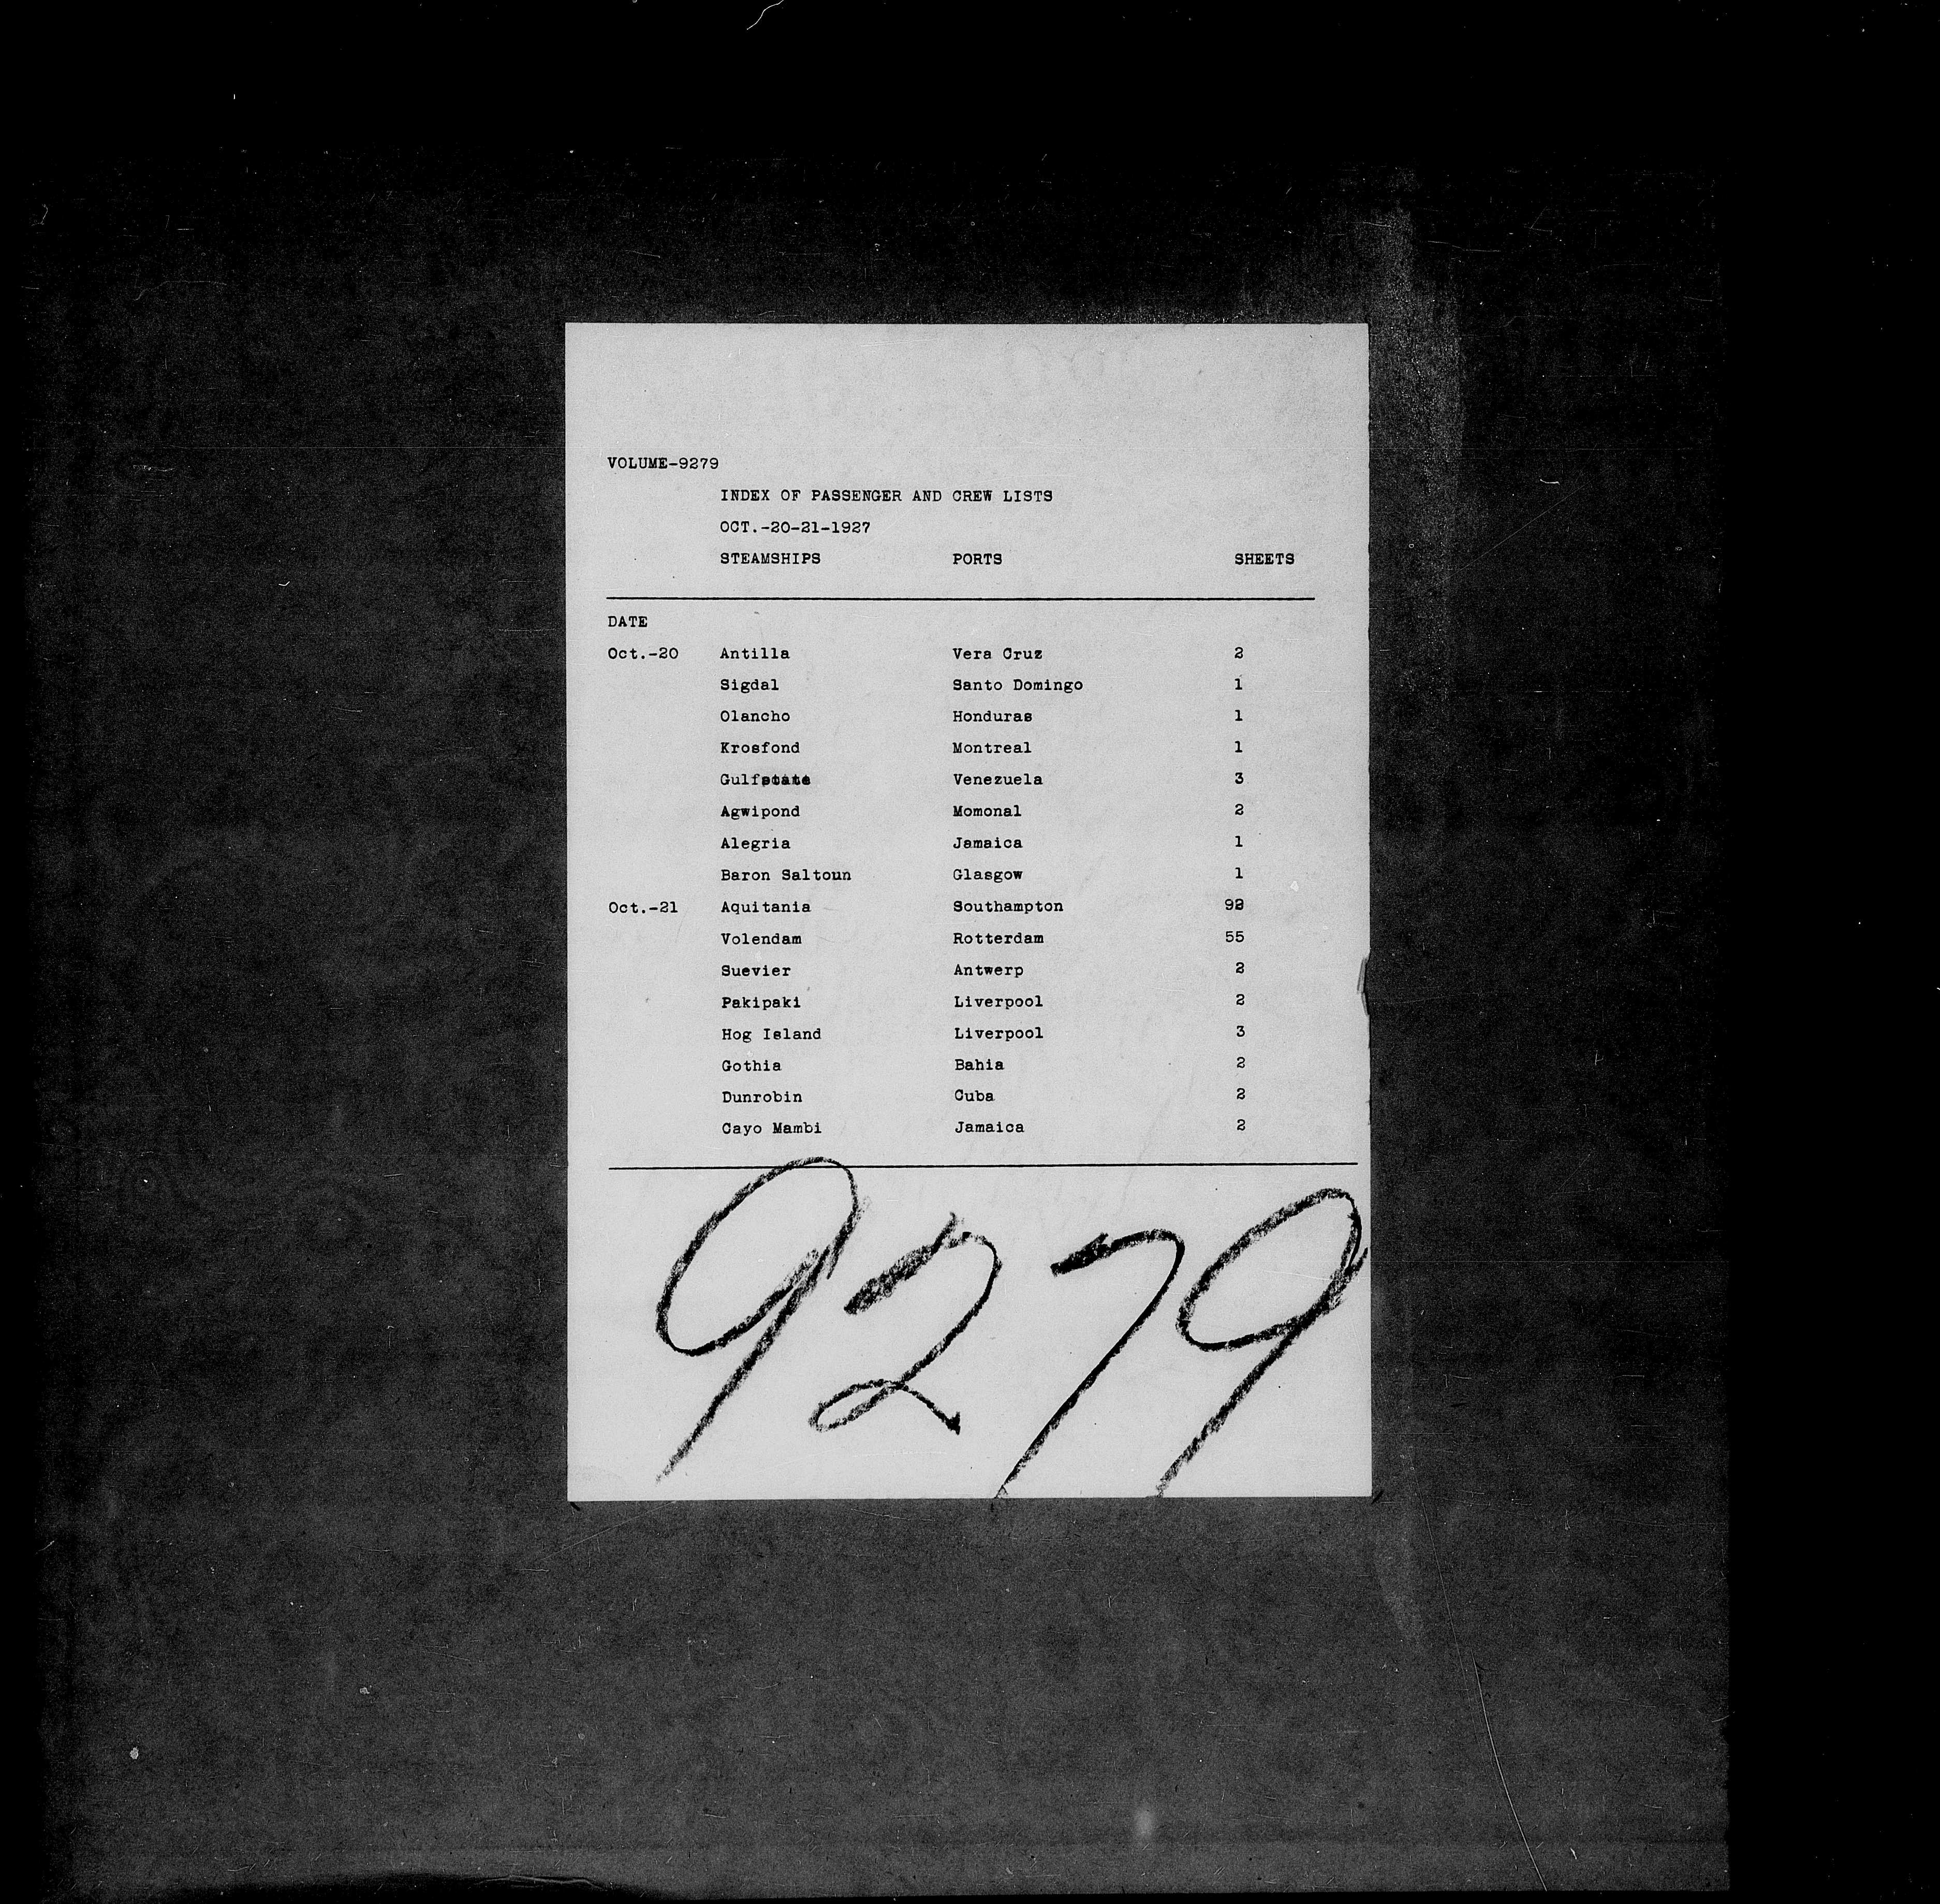 VOLUME-9279
INDEX OF PASSENGER AND CREW LISTS
OCT.-20-21-1927
STEAMSHIPS PORTS SHEETS
DATE
Oct.-20 Antilla Vera Cruz 2
Sigdal Santo Domingo 1
Olancho Honduras 1
Krosfond Montreal 1
Gulfstate Venezuela 3
Agwipond Momonal 2
Alegria Jamaica 1
Baron Saltoun Glasgow 1
Oct.-21 Aquitania Southampton 92
Volendam Rotterdam 55
Suevier Antwerp 2
Pakipaki Liverpool 2
Hog Island Liverpool 3
Gothia Bahia 2
Dunrobin Cuba 2
Cayo Mambi Jamaica 2
9279